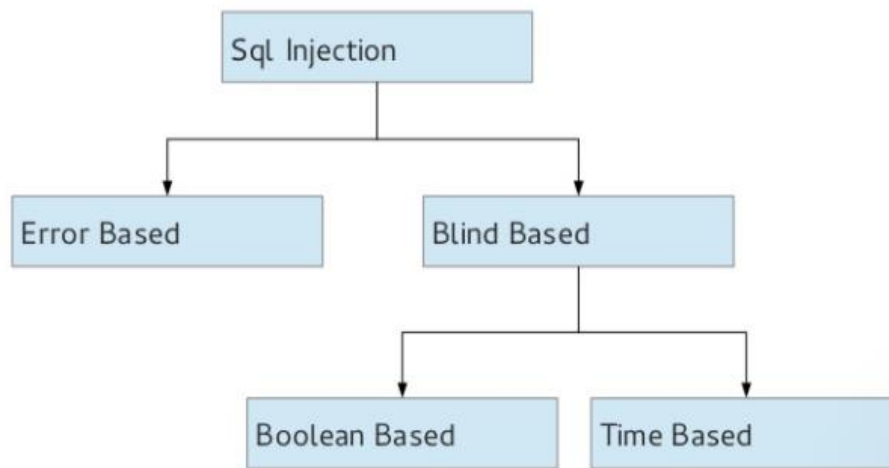 Sql Injection
Error Based
Blind Based
Boolean Based
Time Based